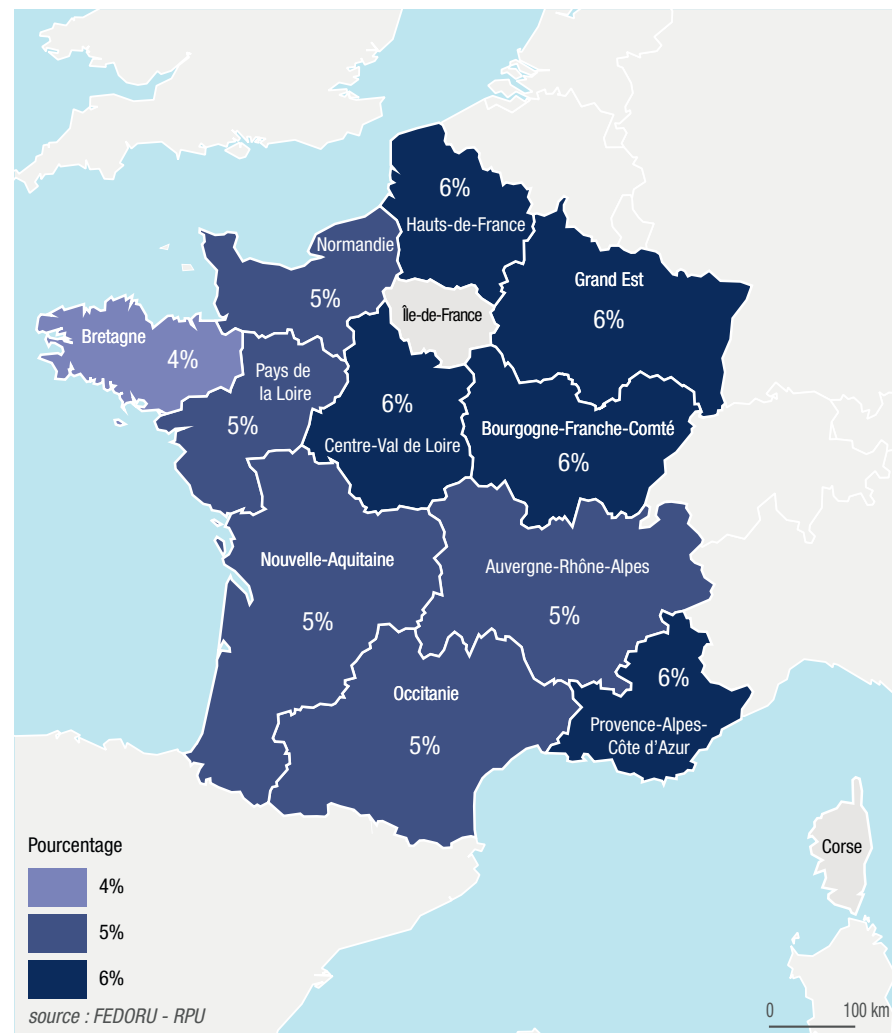 6%
Hauts-de-France
Normandie
5%
Grand Est
6%
Île-de-France
Bretagne
4%
Pays de
la Loire
5%
6%
Centre-Val de Loire
Bourgogne-Franche-Comté
6%
Nouvelle-Aquitaine
5%
Auvergne-Rhône-Alpes
5%
Occitanie
5%
6%
Provence-Alpes-
Côte d'Azur
Corse
Pourcentage
4%
5%
6%
source : FEDORU - RPU
0 100 km